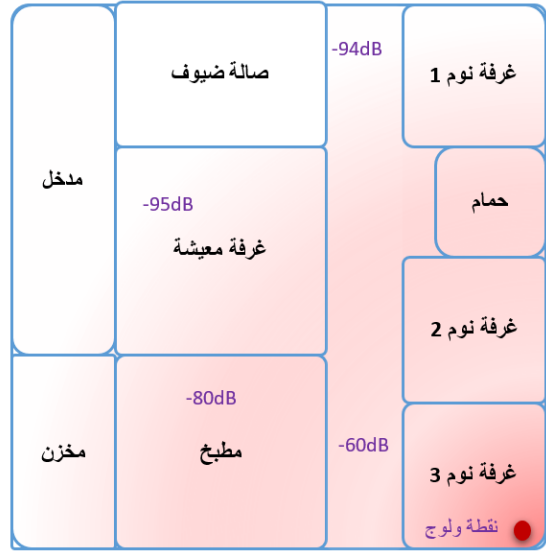 صالة ضيوف
-94dB
غرفة نوم 1
مدخل
-95dB
غرفة معيشة
حمام
غرفة نوم 2
-80dB
مطبخ
مخزن
-60dB
غرفة نوم 3
نقطة ولوج